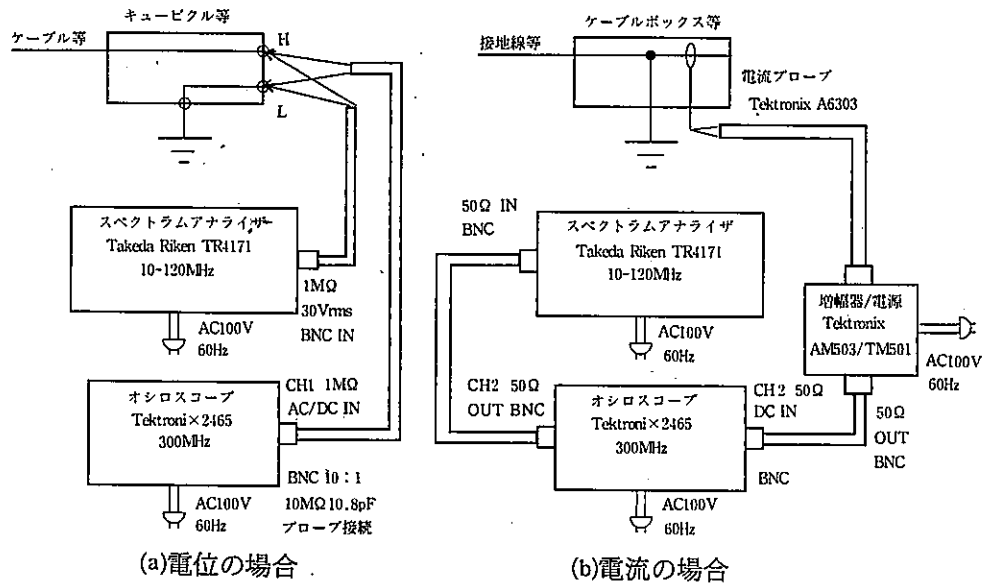 キュービクル等
ケーブル等
H
L
スペクトラムアナライザー
Takeda Riken TR4171
10-120MHz
1MΩ
30Vrms
BNC IN
AC100V
60Hz
オシロスコープ
Tektroni×2465
300MHz
CH1 1MΩ
AC/DC IN
BNC 10：1
10MΩ10.8pF
プローブ接続
AC100V
60Hz
(a)電位の場合
ケーブルボックス等
接地線等
電流プローブ
Tektronix A6303
50Ω IN
BNC
スペクトラムアナライザ
Takeda Riken TR4171
10-120MHz
AC100V
60Hz
増幅器/電源
Tektronix
AM503/TM501
AC100V
60Hz
CH2 50Ω
OUT BNC
オシロスコープ
Tektroni×2465
300MHz
CH2 50Ω
DC IN
BNC
50Ω
OUT
BNC
AC100V
60Hz
(b)電流の場合